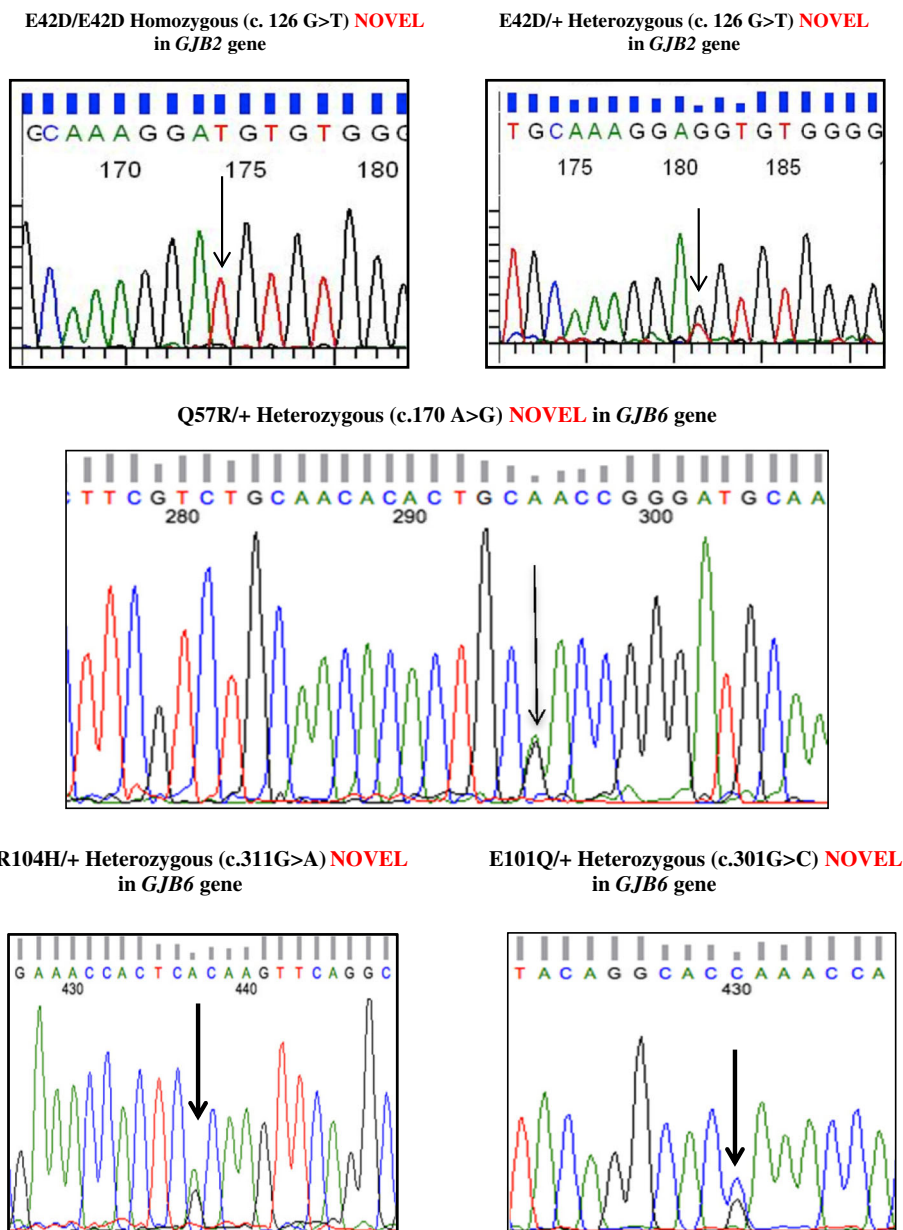 E42D/E42D Homozygous (c. 126 G>T) NOVEL
in GJB2 gene
E42D/+ Heterozygous (c. 126 G>T) NOVEL
in GJB2 gene
GCAAAGGATGTGTGGG
170 175 180
TGCAAAGGAGGTGTGGGG
175 180 185
Q57R/+ Heterozygous (c.170 A>G) NOVEL in GJB6 gene
TTCGTCTGCAACACACTGCAACCGGGATGCAA
280 290 300
R104H/+ Heterozygous (c.311G>A) NOVEL
in GJB6 gene
E101Q/+ Heterozygous (c.301G>C) NOVEL
in GJB6 gene
GAAACCACTCACAAGTTCAGGC
430 440
TACAGGCACCAAACCA
430